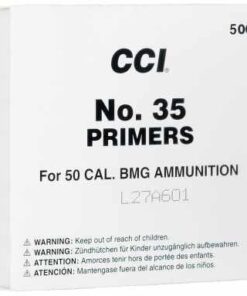 500
CCI®
No. 35
PRIMERS
For 50 CAL. BMG AMMUNITION
L27A601
⚠ WARNING: Keep out of reach of children.
⚠ WARNUNG: Zündhütchen für Kinder unzugänglich aufbewahren.
⚠ ATTENTION: Amorces tenir hors de portée des enfants.
⚠ ATENCIÓN: Mantengase fuera del alcance de los niños.